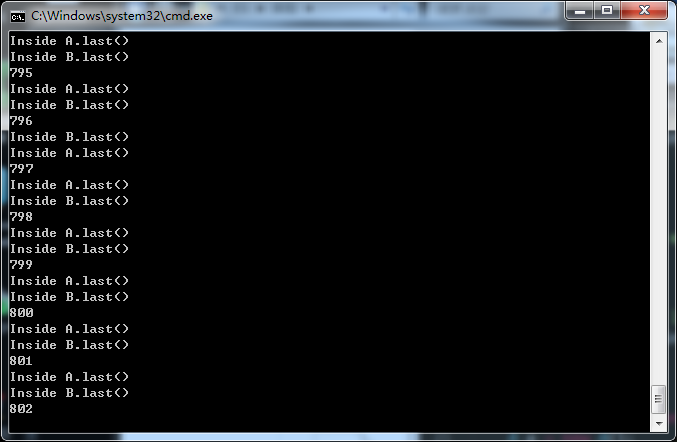 C:\Windows\system32\cmd.exe
Inside A.last()
Inside B.last()
795
Inside A.last()
Inside B.last()
796
Inside B.last()
Inside A.last()
797
Inside A.last()
Inside B.last()
798
Inside A.last()
Inside B.last()
799
Inside A.last()
Inside B.last()
800
Inside A.last()
Inside B.last()
801
Inside A.last()
Inside B.last()
802